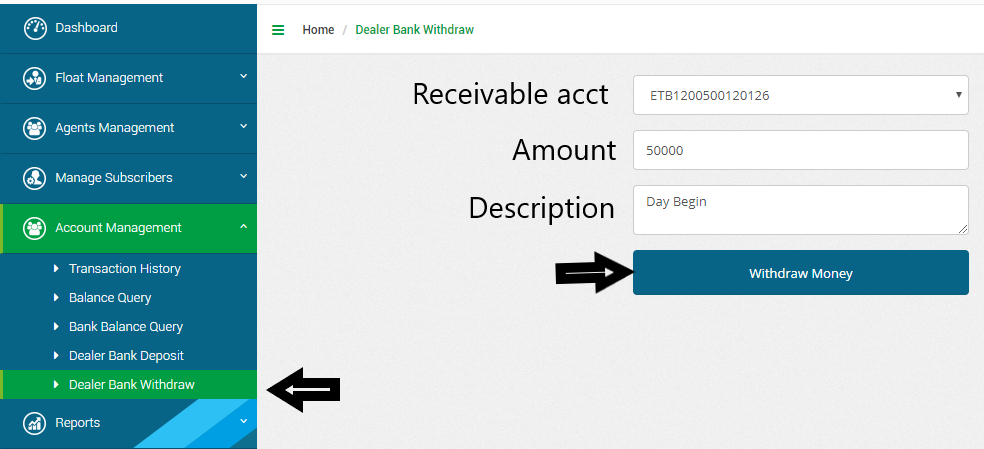 Dashboard
Float Management
Agents Management
Manage Subscribers
Account Management
Transaction History
Balance Query
Bank Balance Query
Dealer Bank Deposit
Dealer Bank Withdraw
Reports
Home / Dealer Bank Withdraw
Receivable acct ETB1200500120126
Amount 50000
Description Day Begin
Withdraw Money